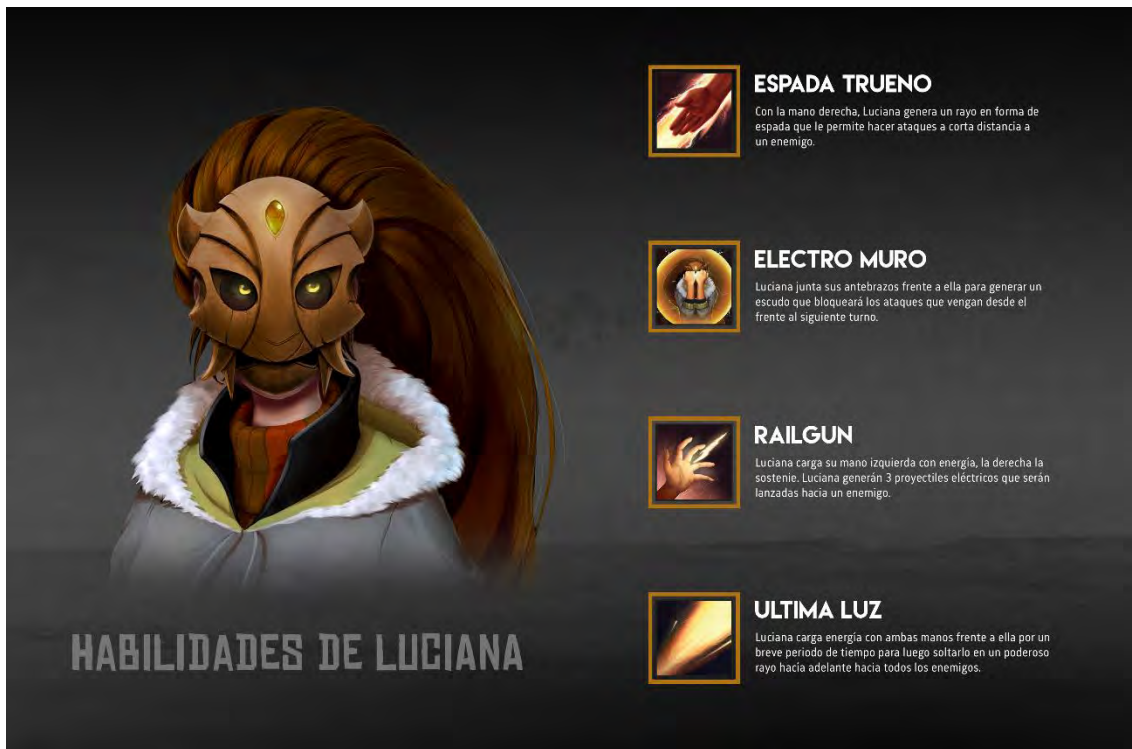 ESPADA TRUENO
Con la mano derecha, Luciana genera un rayo en forma de
espada que le permite hacer ataques a corta distancia a
un enemigo.
ELECTRO MURO
Luciana junta sus antebrazos frente a ella para generar un
escudo que bloqueará los ataques que vengan desde el
frente al siguiente turno.
RAILGUN
Luciana carga su mano izquierda con energía, la derecha la
sostenie. Luciana generán 3 proyectiles eléctricos que serán
lanzadas hacia un enemigo.
ULTIMA LUZ
Luciana carga energía con ambas manos frente a ella por un
breve periodo de tiempo para luego soltarlo en un poderoso
rayo hacía adelante hacia todos los enemigos.
HABILIDADES DE LUCIANA